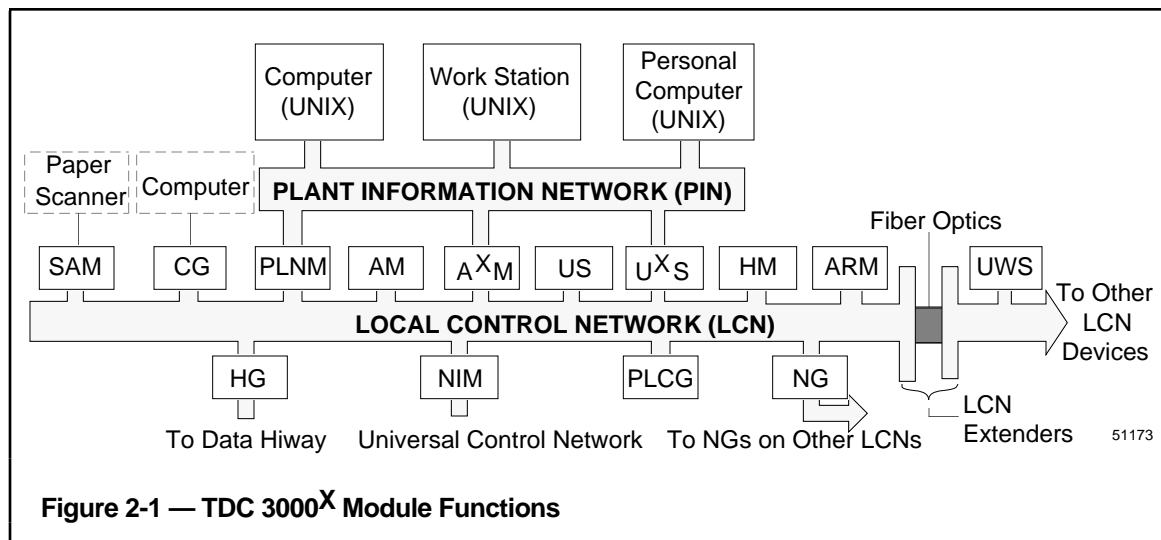 Computer
(UNIX)
Work Station
(UNIX)
Personal
Computer
(UNIX)
Paper
Scanner
Computer
PLANT INFORMATION NETWORK (PIN)
Fiber Optics
SAM
CG
PLNM
AM
AXM
US
UXS
HM
ARM
UWS
LOCAL CONTROL NETWORK (LCN)
To Other
LCN
Devices
HG
NIM
PLCG
NG
To Data Hiway
Universal Control Network
To NGs on Other LCNs
LCN
Extenders
51173
Figure 2-1 — TDC 3000X Module Functions